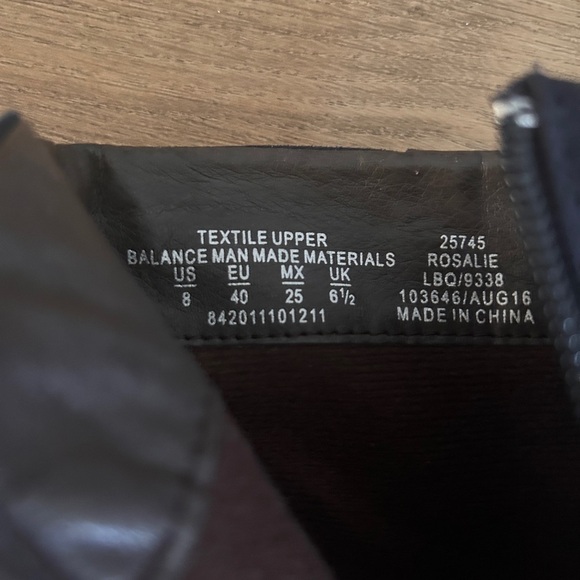 TEXTILE UPPER
BALANCE MAN MADE MATERIALS
US EU MX UK
8 40 25 6½
842011101211
25745
ROSALIE
LBQ/9338
103646/AUG16
MADE IN CHINA